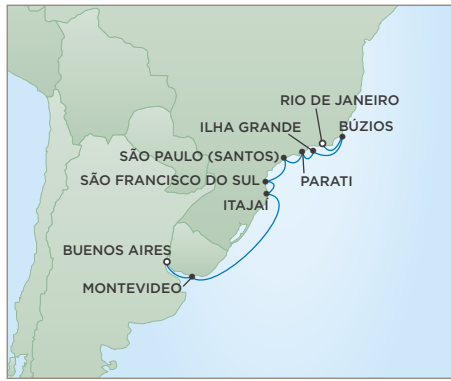 RIO DE JANEIRO
BÚZIOS
ILHA GRANDE
SÃO PAULO (SANTOS)
PARATI
SÃO FRANCISCO DO SUL
ITAJAÍ
BUENOS AIRES
MONTEVIDEO